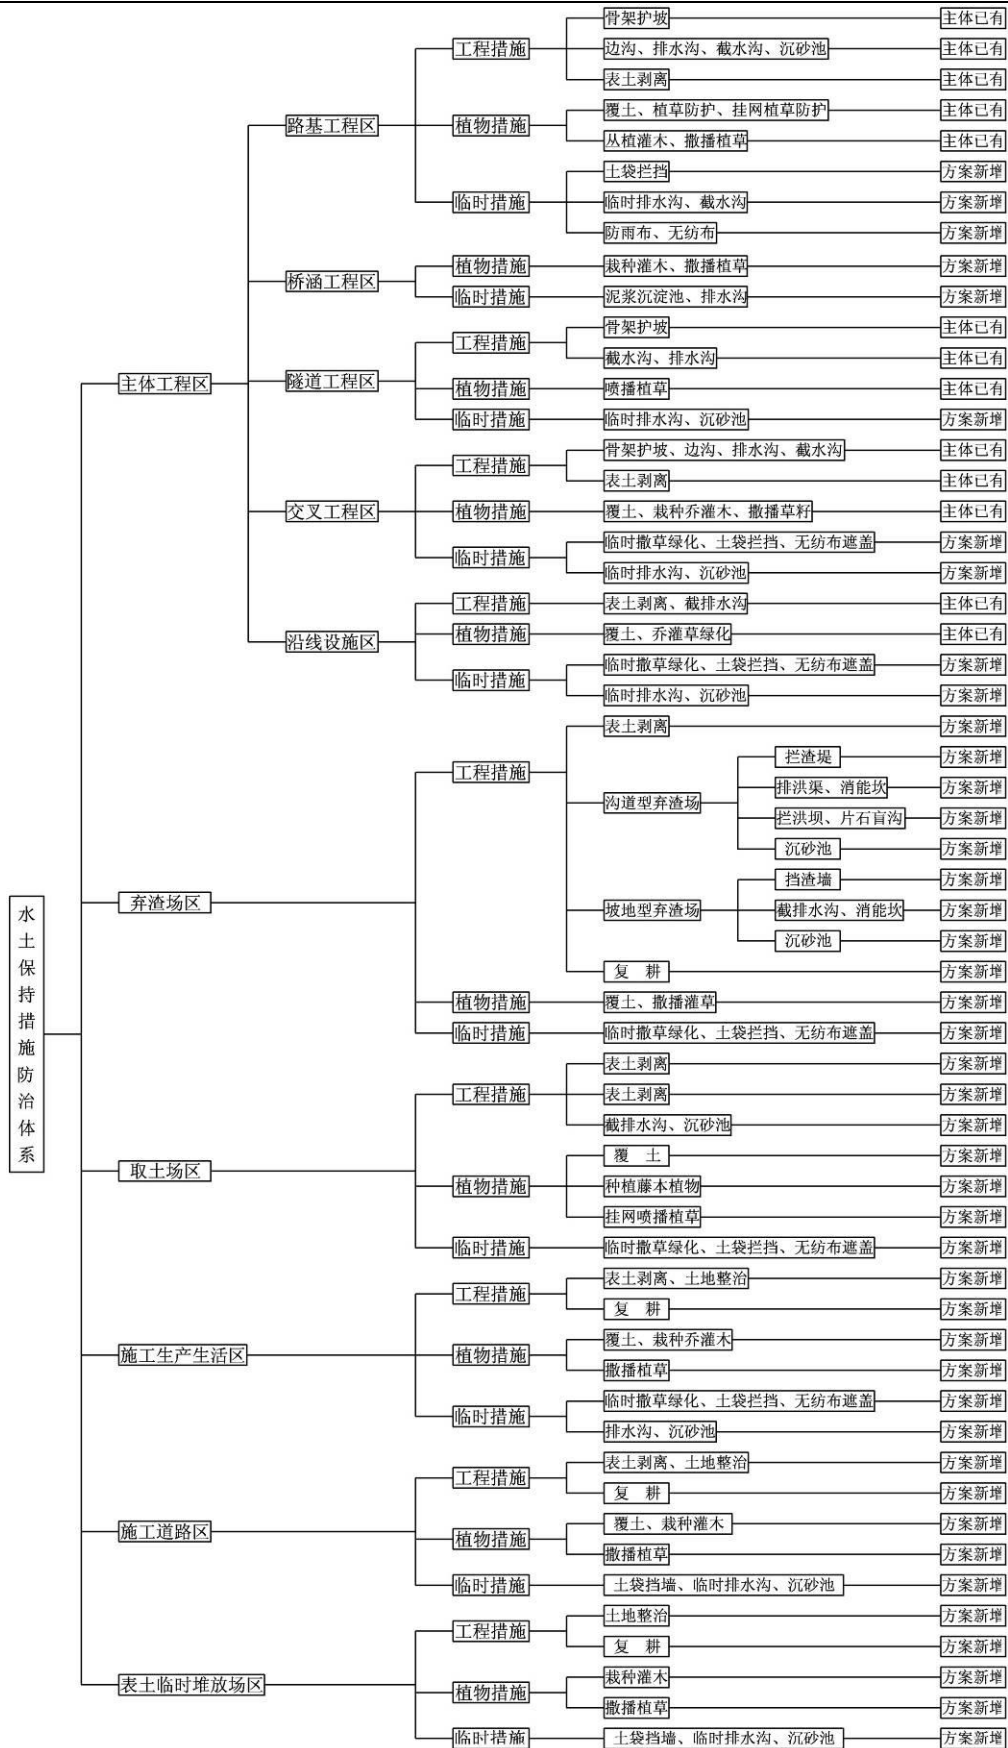 骨架护坡 主体已有
工程措施 边沟、排水沟、截水沟、沉砂池 主体已有
表土剥离 主体已有
覆土、植草防护、挂网植草防护 主体已有
路基工程区 植物措施
丛植灌木、撒播植草 主体已有
土袋拦挡 方案新增
临时措施 临时排水沟、截水沟 方案新增
防雨布、无纺布 方案新增
植物措施 栽种灌木、撒播植草 方案新增
桥涵工程区
临时措施 泥浆沉淀池、排水沟 方案新增
骨架护坡 主体已有
工程措施
截水沟、排水沟 主体已有
主体工程区 隧道工程区
植物措施 喷播植草 主体已有
临时措施 临时排水沟、沉砂池 方案新增
骨架护坡、边沟、排水沟、截水沟 主体已有
工程措施
表土剥离 主体已有
交叉工程区 植物措施 覆土、栽种乔灌木、撒播草籽 主体已有
临时撒草绿化、土袋拦挡、无纺布遮盖 方案新增
临时措施
临时排水沟、沉砂池 方案新增
工程措施 表土剥离、截排水沟 主体已有
沿线设施区 植物措施 覆土、乔灌草绿化 主体已有
临时撒草绿化、土袋拦挡、无纺布遮盖 方案新增
临时措施
临时排水沟、沉砂池 方案新增
表土剥离 方案新增
拦渣堤 方案新增
工程措施
排洪渠、消能坎 方案新增
沟道型弃渣场
拦洪坝、片石盲沟 方案新增
沉砂池 方案新增
挡渣墙 方案新增
弃渣场区
坡地型弃渣场 截排水沟、消能坎 方案新增
沉砂池 方案新增
复 耕 方案新增
植物措施 覆土、撒播灌草 方案新增
临时措施 临时撒草绿化、土袋拦挡、无纺布遮盖 方案新增
水土保持措施防治体系
表土剥离 方案新增
工程措施 表土剥离 方案新增
截排水沟、沉砂池 方案新增
覆 土 方案新增
取土场区
植物措施 种植藤本植物 方案新增
挂网喷播植草 方案新增
临时措施 临时撒草绿化、土袋拦挡、无纺布遮盖 方案新增
表土剥离、土地整治 方案新增
工程措施
复 耕 方案新增
覆土、栽种乔灌木 方案新增
施工生产生活区 植物措施
撒播植草 方案新增
临时撒草绿化、土袋拦挡、无纺布遮盖 方案新增
临时措施
排水沟、沉砂池 方案新增
表土剥离、土地整治 方案新增
工程措施
复 耕 方案新增
覆土、栽种灌木 方案新增
施工道路区 植物措施
撒播植草 方案新增
临时措施 土袋挡墙、临时排水沟、沉砂池 方案新增
土地整治 方案新增
工程措施
复 耕 方案新增
栽种灌木 方案新增
表土临时堆放场区 植物措施
撒播植草 方案新增
临时措施 土袋挡墙、临时排水沟、沉砂池 方案新增